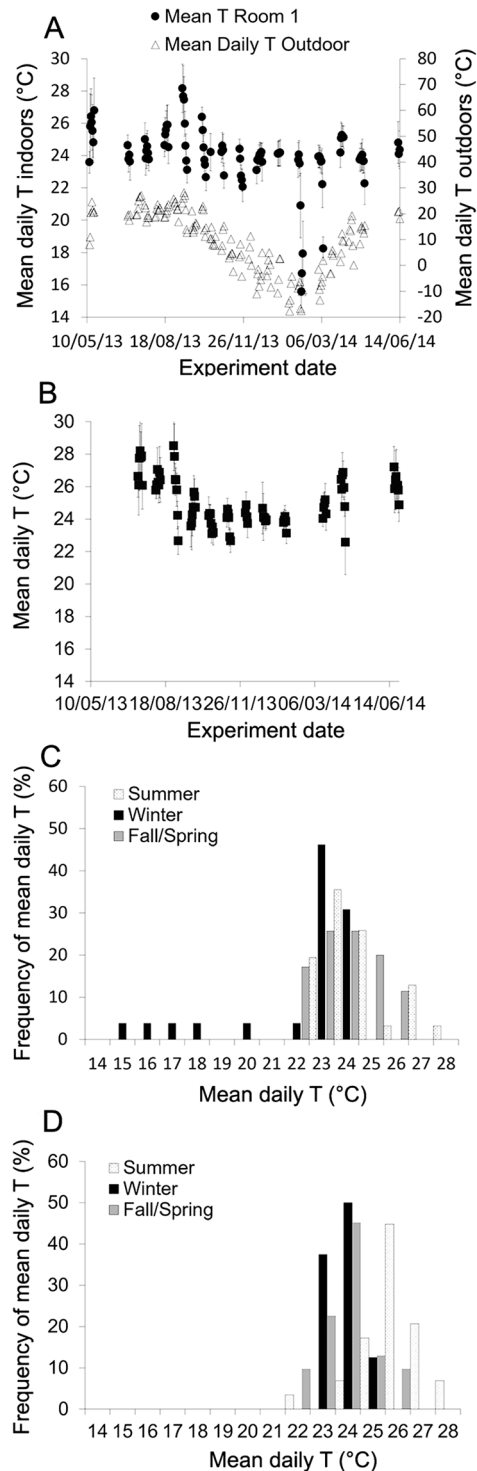 A
● Mean T Room 1
△ Mean Daily T Outdoor
Mean daily T indoors (°C)
30
28
26
24
22
20
18
16
14
80
70
60
50
40
30
20
10
0
-10
-20
Mean daily T outdoors (°C)
10/05/13 18/08/13 26/11/13 06/03/14 14/06/14
Experiment date
B
Mean daily T (°C)
30
28
26
24
22
20
18
16
14
10/05/13 18/08/13 26/11/13 06/03/14 14/06/14
Experiment date
C
Frequency of mean daily T (%)
60
50
40
30
20
10
0
Summer
Winter
Fall/Spring
14 15 16 17 18 19 20 21 22 23 24 25 26 27 28
Mean daily T (°C)
D
Frequency of mean daily T (%)
60
50
40
30
20
10
0
Summer
Winter
Fall/Spring
14 15 16 17 18 19 20 21 22 23 24 25 26 27 28
Mean daily T (°C)